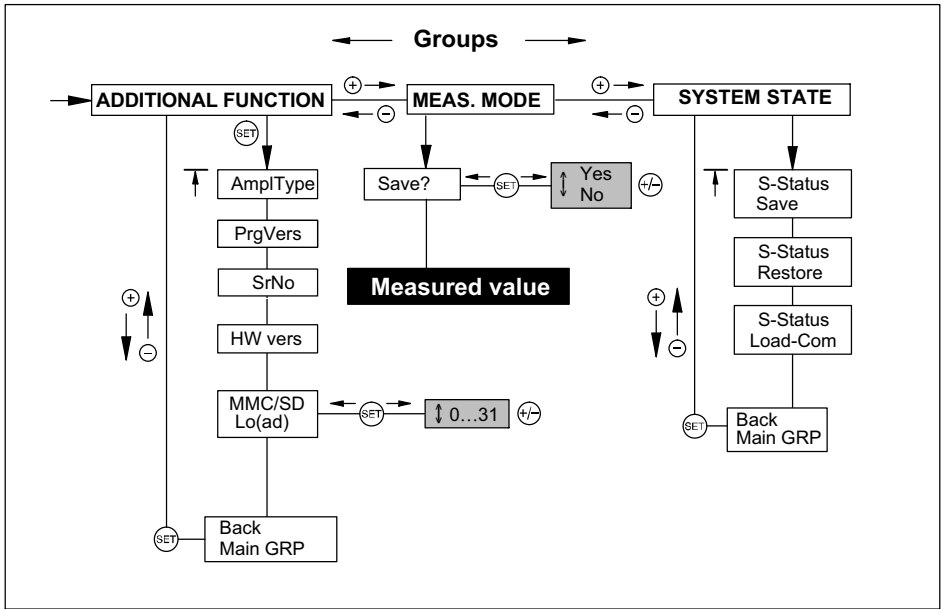 Groups
+
+
ADDITIONAL FUNCTION
MEAS. MODE
SYSTEM STATE
−
−
SET
AmplType
PrgVers
SrNo
HW vers
MMC/SD
Lo(ad)
SET
0...31
+/−
+
−
SET
Back
Main GRP
Save?
SET
Yes
No
+/−
Measured value
S-Status
Save
S-Status
Restore
S-Status
Load-Com
+
−
SET
Back
Main GRP